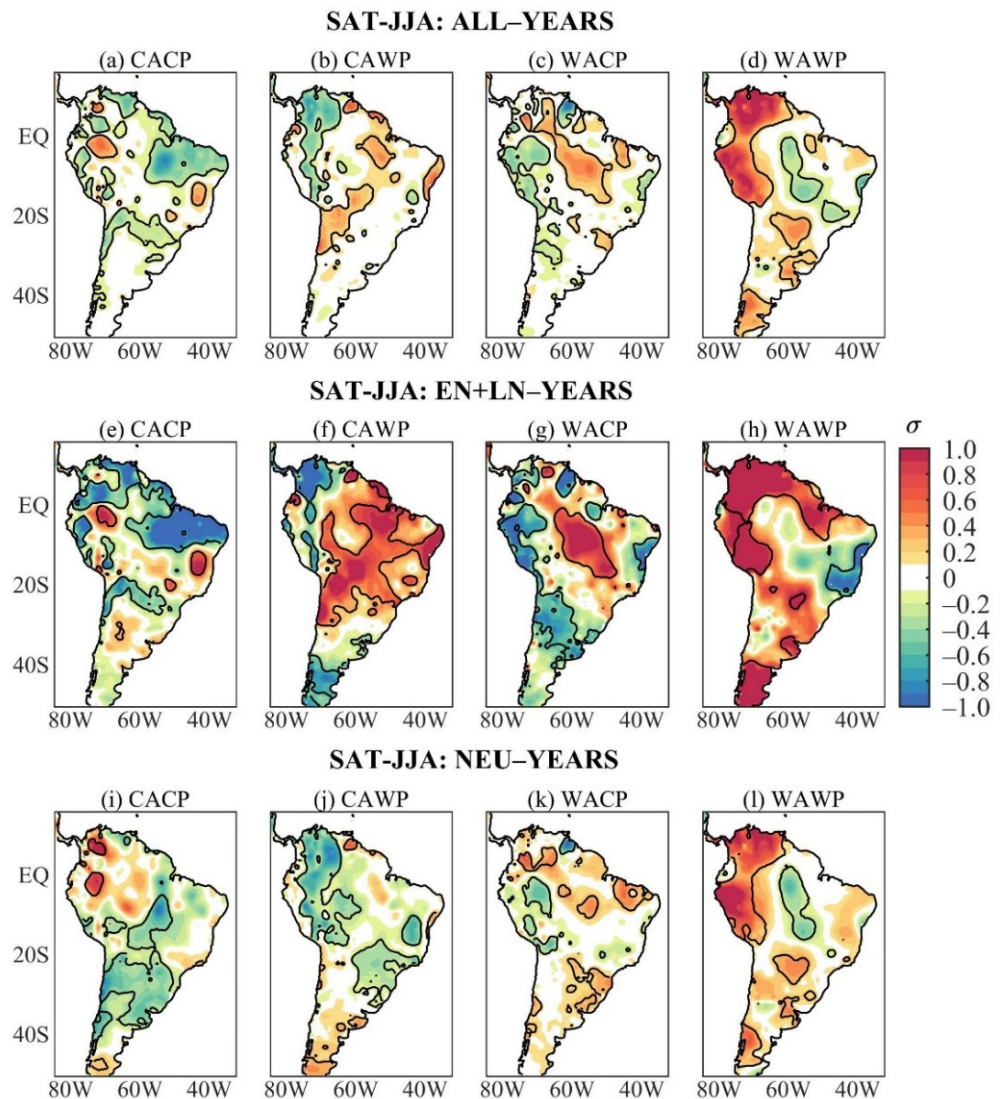 SAT-JJA: ALL–YEARS
(a) CACP (b) CAWP (c) WACP (d) WAWP
EQ
20S
40S
80W 60W 40W 80W 60W 40W 80W 60W 40W 80W 60W 40W
SAT-JJA: EN+LN–YEARS
(e) CACP (f) CAWP (g) WACP (h) WAWP σ
EQ
20S
40S
1.0
0.8
0.6
0.4
0.2
0
–0.2
–0.4
–0.6
–0.8
–1.0
80W 60W 40W 80W 60W 40W 80W 60W 40W 80W 60W 40W
SAT-JJA: NEU–YEARS
(i) CACP (j) CAWP (k) WACP (l) WAWP
EQ
20S
40S
80W 60W 40W 80W 60W 40W 80W 60W 40W 80W 60W 40W